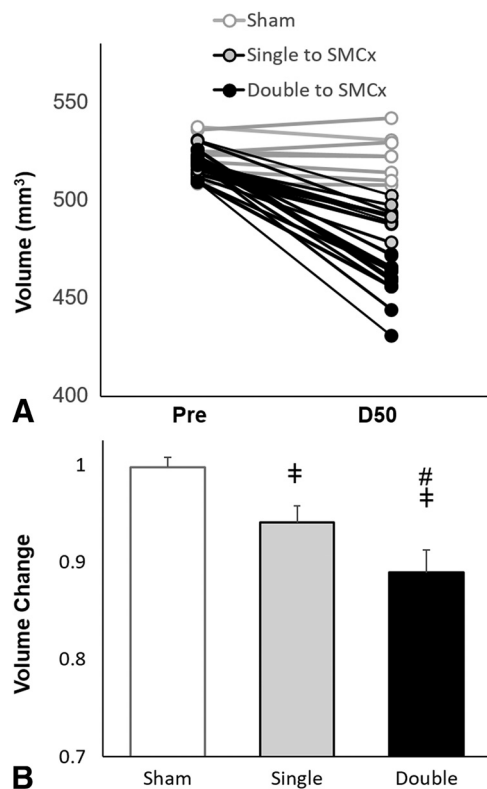 Sham
Single to SMCx
Double to SMCx
Volume (mm³)
550
500
450
400
A
Pre
D50
Volume Change
1
0.9
0.8
0.7
ǂ
#
ǂ
B
Sham
Single
Double